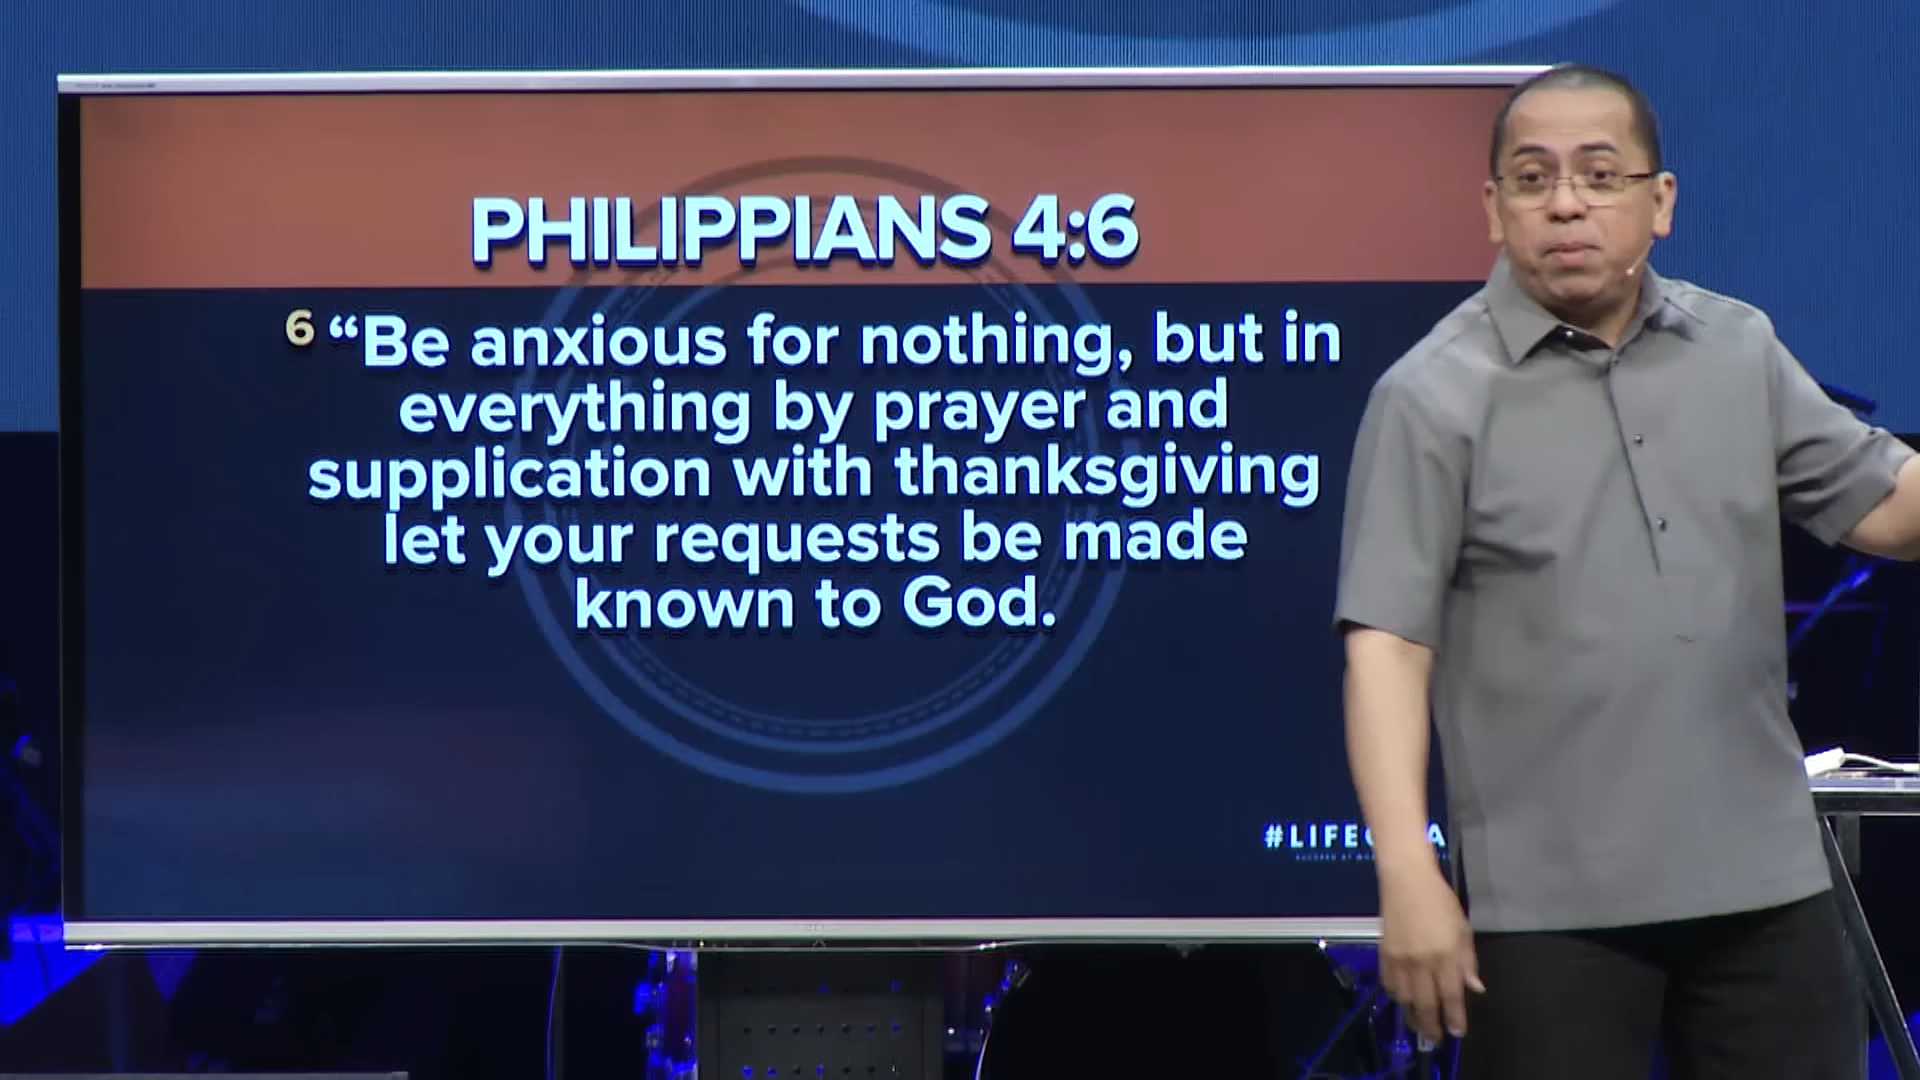 PHILIPPIANS 4:6
6 “Be anxious for nothing, but in
everything by prayer and
supplication with thanksgiving
let your requests be made
known to God.